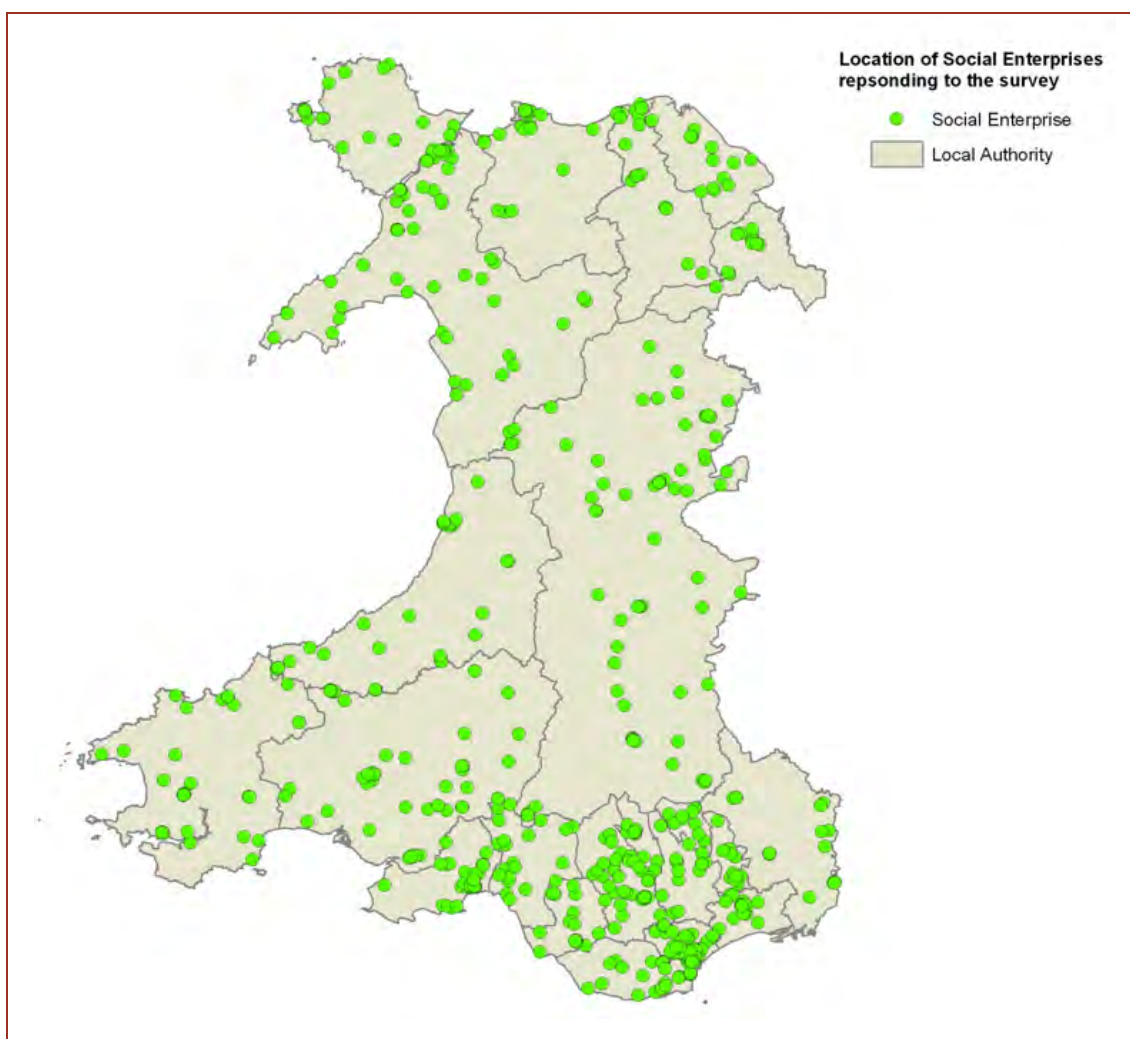 Location of Social Enterprises
repsonding to the survey
Social Enterprise
Local Authority